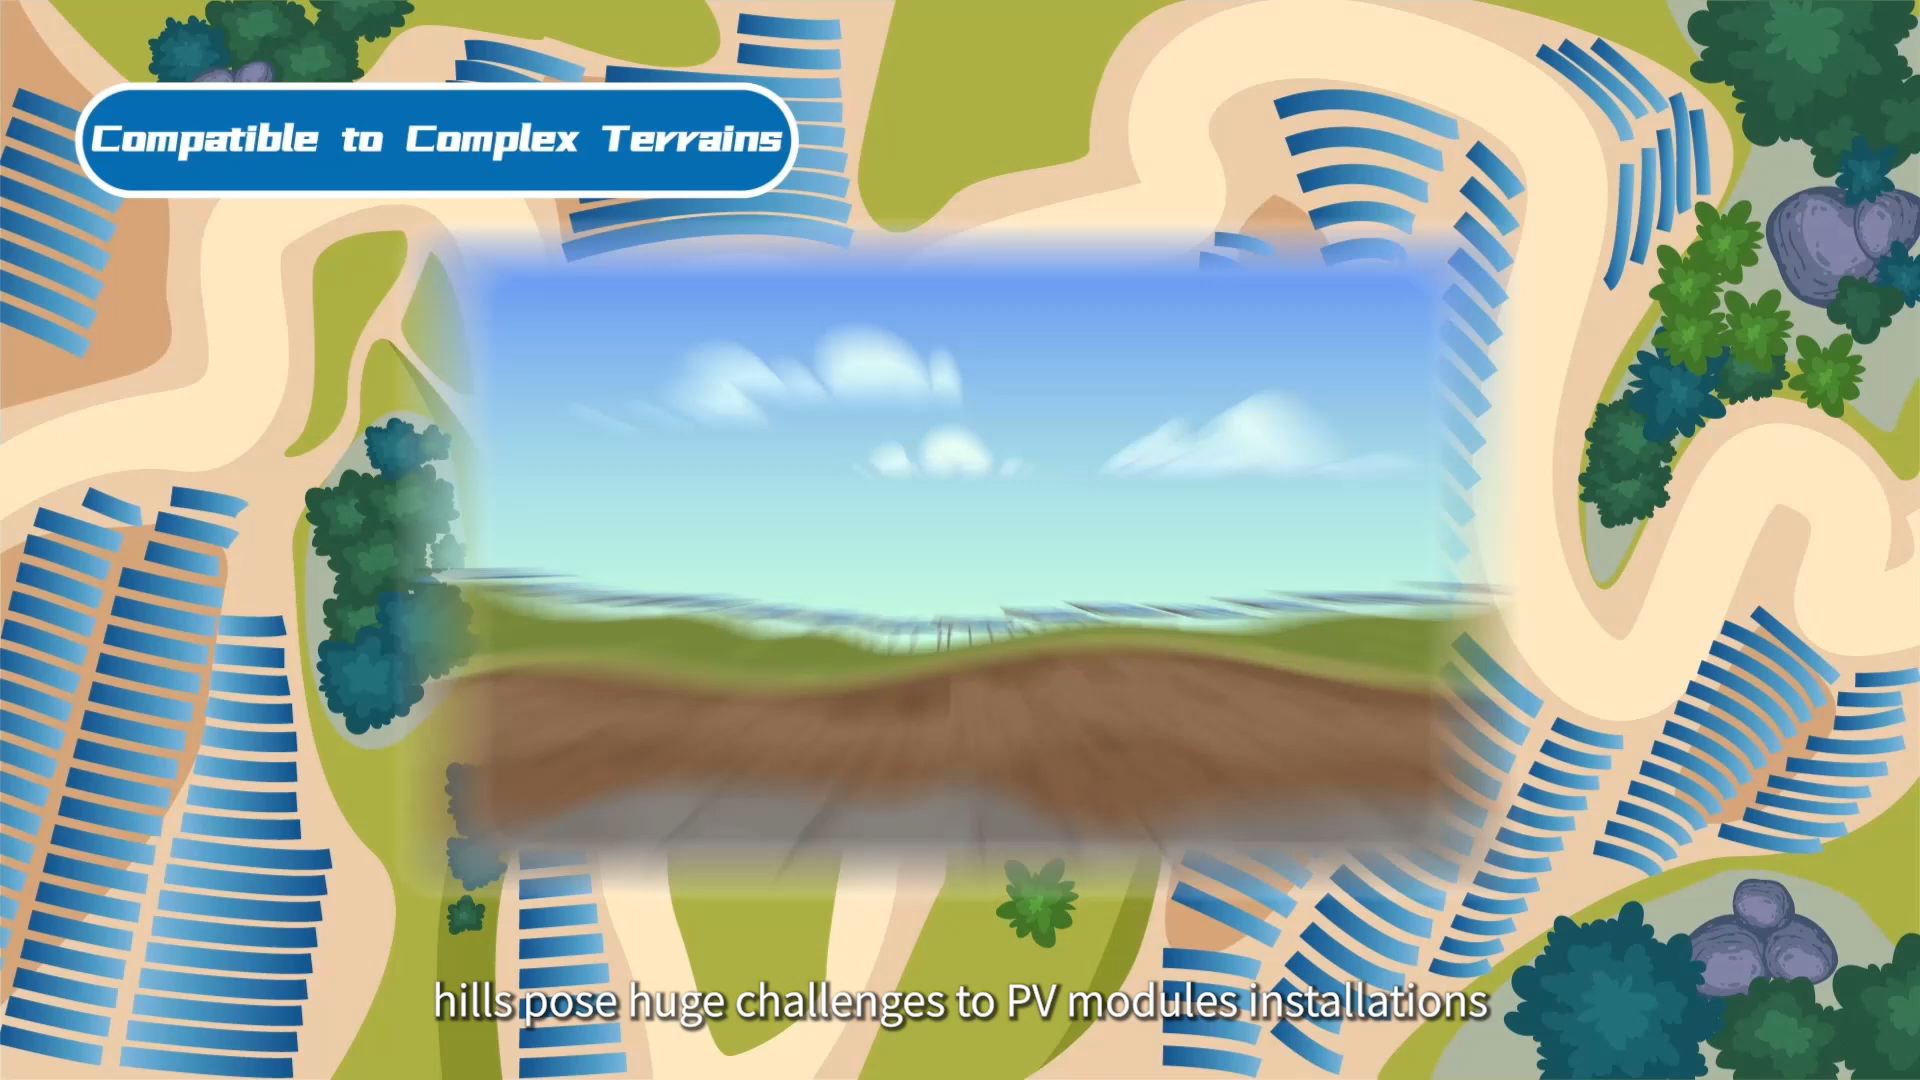 Compatible to Complex Terrains
hills pose huge challenges to PV modules installations